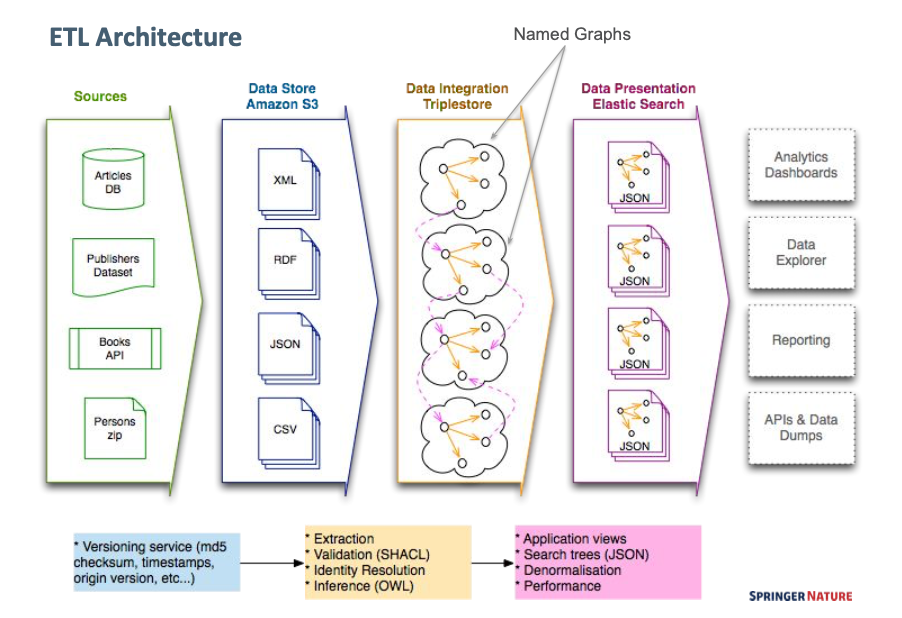 ETL Architecture
Named Graphs
Sources
Data Store
Amazon S3
Data Integration
Triplestore
Data Presentation
Elastic Search
Articles
DB
Publishers
Dataset
Books
API
Persons
zip
XML
RDF
JSON
CSV
JSON
JSON
JSON
JSON
Analytics
Dashboards
Data
Explorer
Reporting
APIs & Data
Dumps
* Versioning service (md5
checksum, timestamps,
origin version, etc...)
* Extraction
* Validation (SHACL)
* Identity Resolution
* Inference (OWL)
* Application views
* Search trees (JSON)
* Denormalisation
* Performance
SPRINGER NATURE